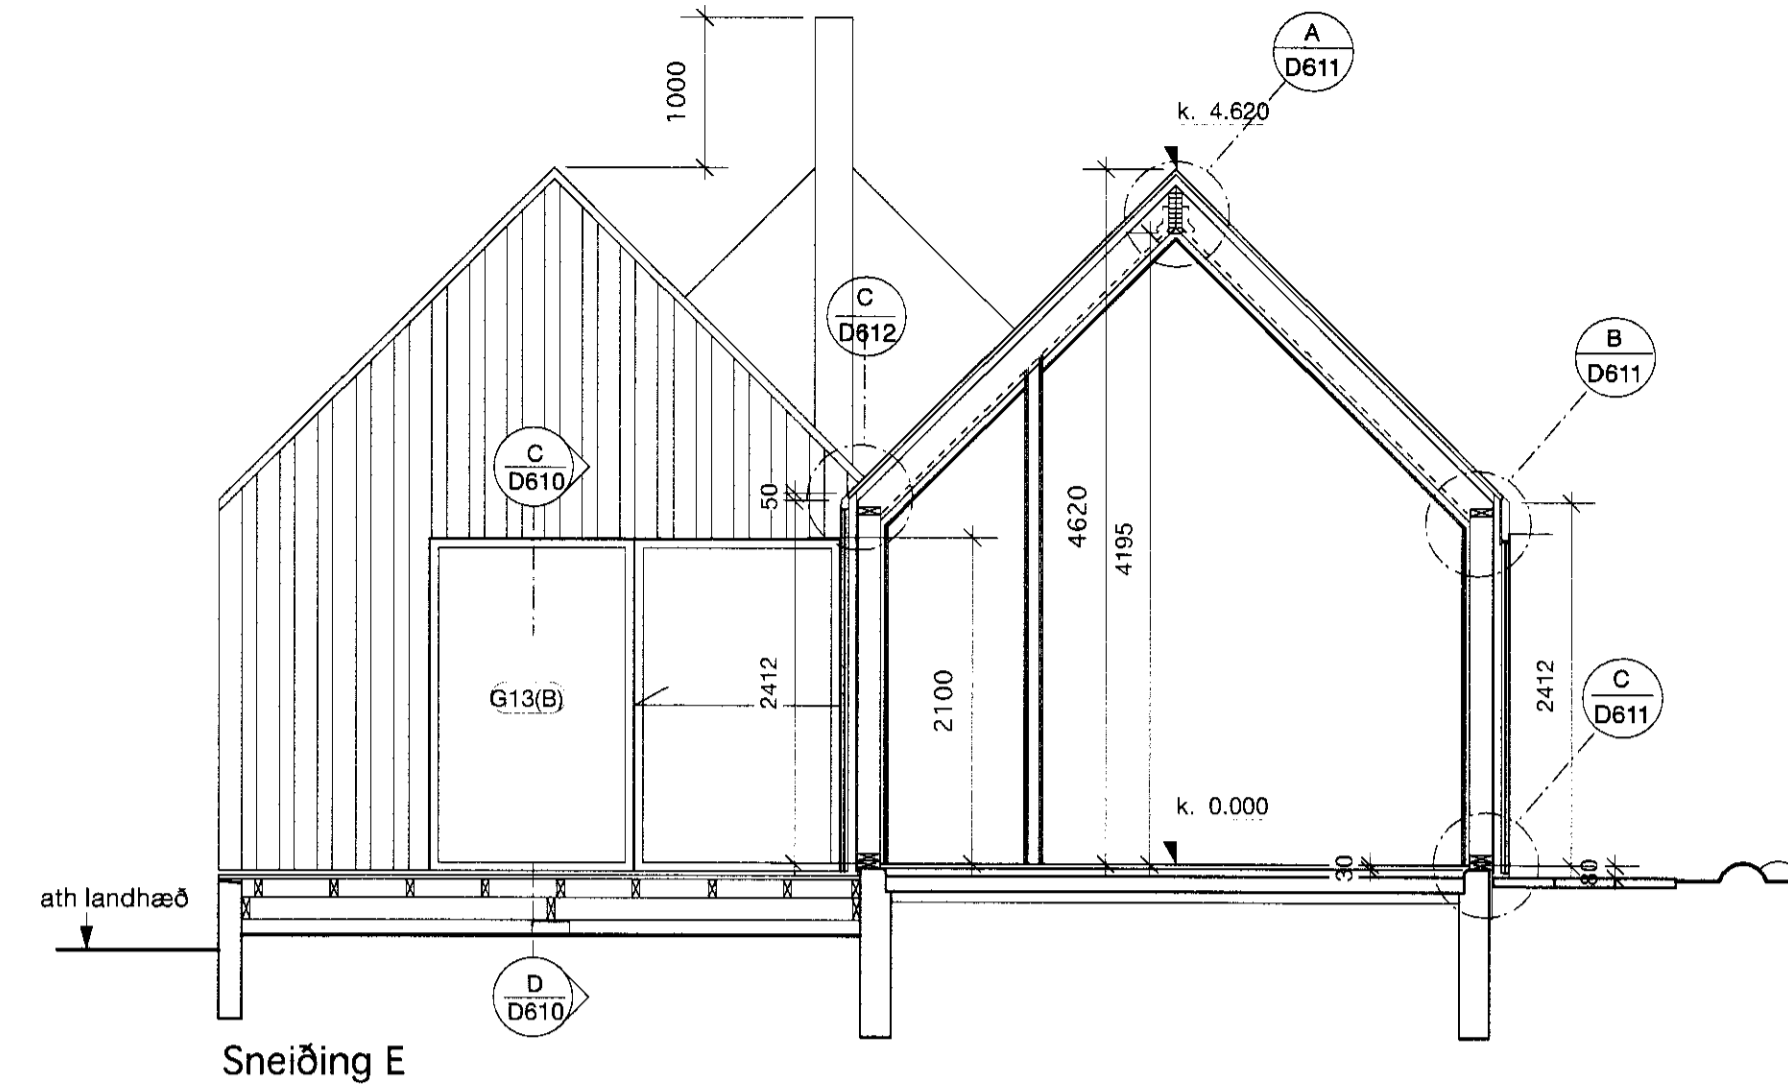 A
D611
1000
k. 4.620
C
D612
B
D611
C
D610
50
4620
4195
2412
2100
G13(B)
2412
C
D611
k. 0.000
30
80
ath landhæð
D
D610
Sneiðing E